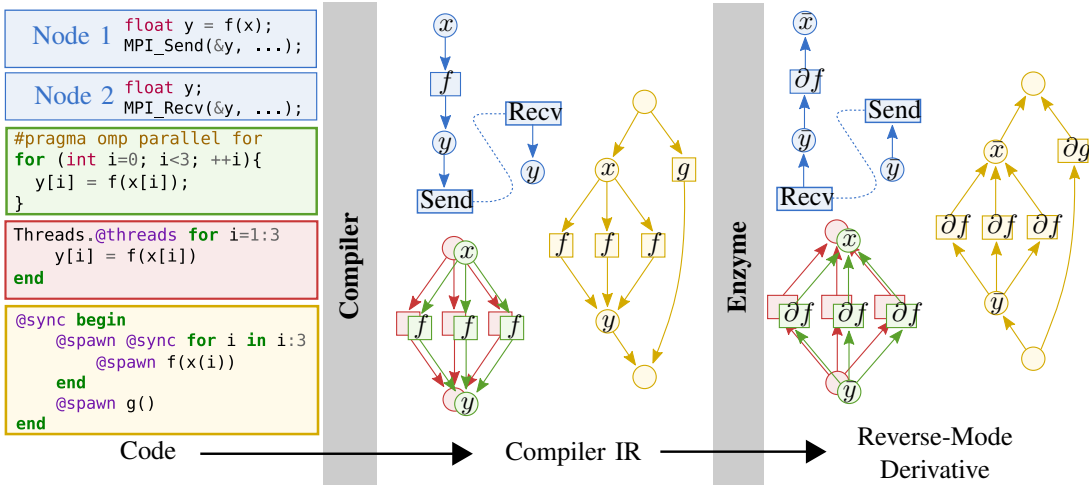 Node 1
float y = f(x);
MPI_Send(&y, ...);
Node 2
float y;
MPI_Recv(&y, ...);
#pragma omp parallel for
for (int i=0; i<3; ++i){
y[i] = f(x[i]);
}
Threads.@threads for i=1:3
y[i] = f(x[i])
end
@sync begin
@spawn @sync for i in i:3
@spawn f(x(i))
end
@spawn g()
end
Code
Compiler
x
f
y
Send
Recv
y
x
g
f f f
y
x
f f f
y
Compiler IR
Enzyme
x̄
∂f
ȳ
Recv
Send
ȳ
x̄
∂g
∂f ∂f ∂f
ȳ
x̄
∂f ∂f ∂f
ȳ
Reverse-Mode
Derivative